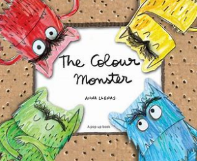 The Colour
Monster
ANNA LLENAS
A pop-up book